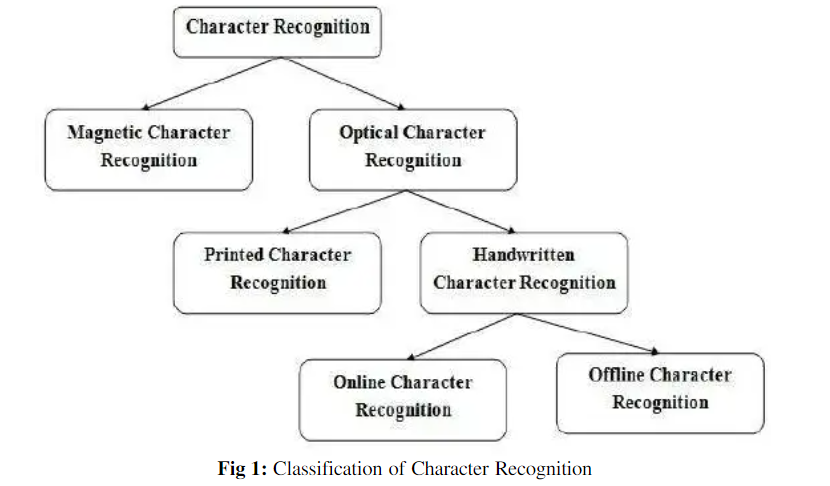 Character Recognition
Magnetic Character
Recognition
Optical Character
Recognition
Printed Character
Recognition
Handwritten
Character Recognition
Online Character
Recognition
Offline Character
Recognition
Fig 1: Classification of Character Recognition